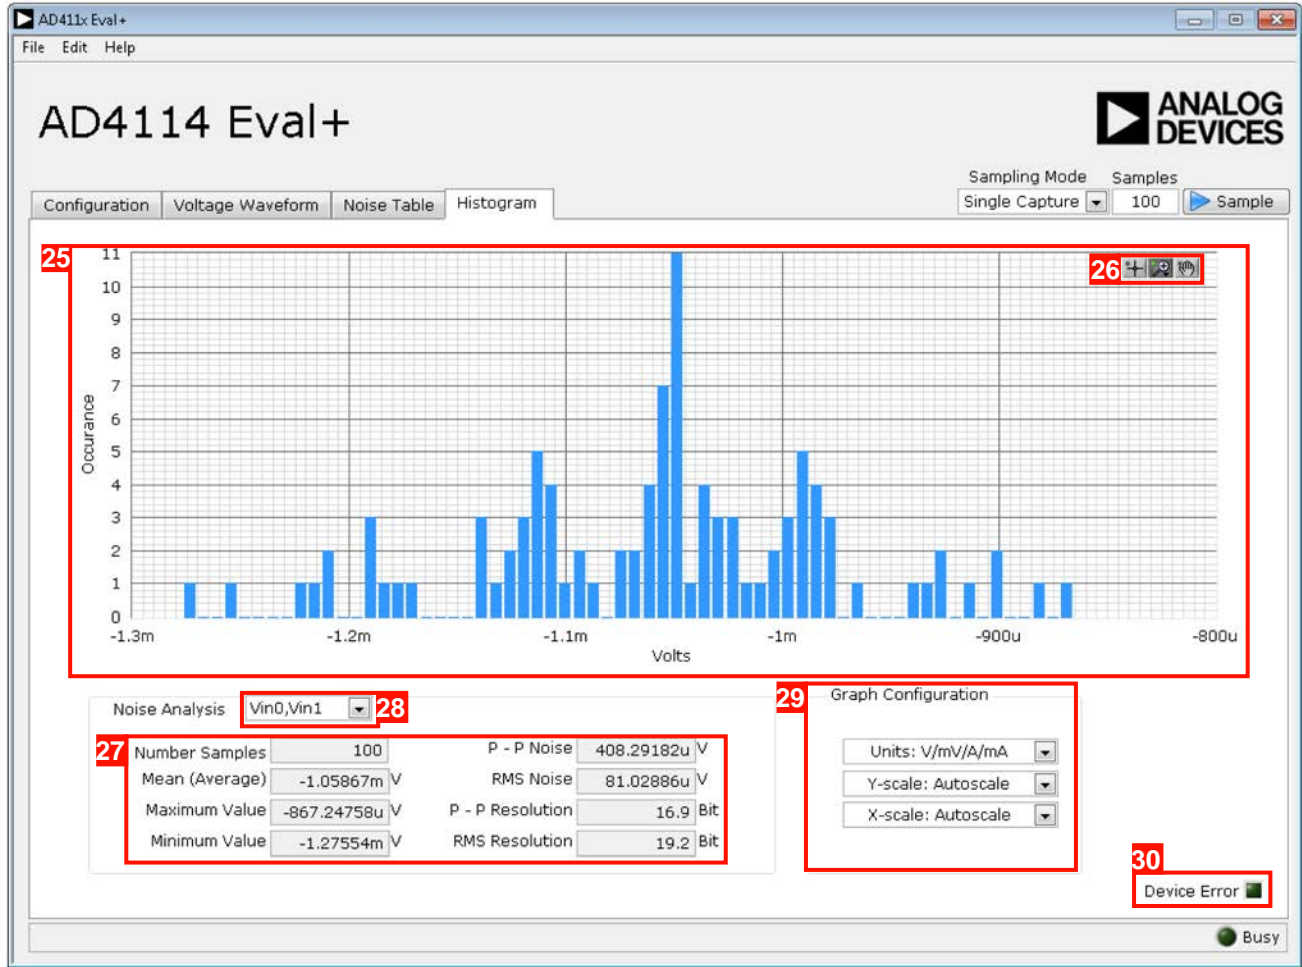 AD411x Eval+
File Edit Help
AD4114 Eval+
ANALOG
DEVICES
Sampling Mode Samples
Configuration Voltage Waveform Noise Table Histogram
Single Capture 100 Sample
25
26
11
10
9
8
7
6
5
4
3
2
1
0
Occurance
-1.3m -1.2m -1.1m -1m -900u -800u
Volts
Noise Analysis Vin0,Vin1 28
27
Number Samples 100 P - P Noise 408.29182u V
Mean (Average) -1.05867m V RMS Noise 81.02886u V
Maximum Value -867.24758u V P - P Resolution 16.9 Bit
Minimum Value -1.27554m V RMS Resolution 19.2 Bit
29 Graph Configuration
Units: V/mV/A/mA
Y-scale: Autoscale
X-scale: Autoscale
30
Device Error
Busy